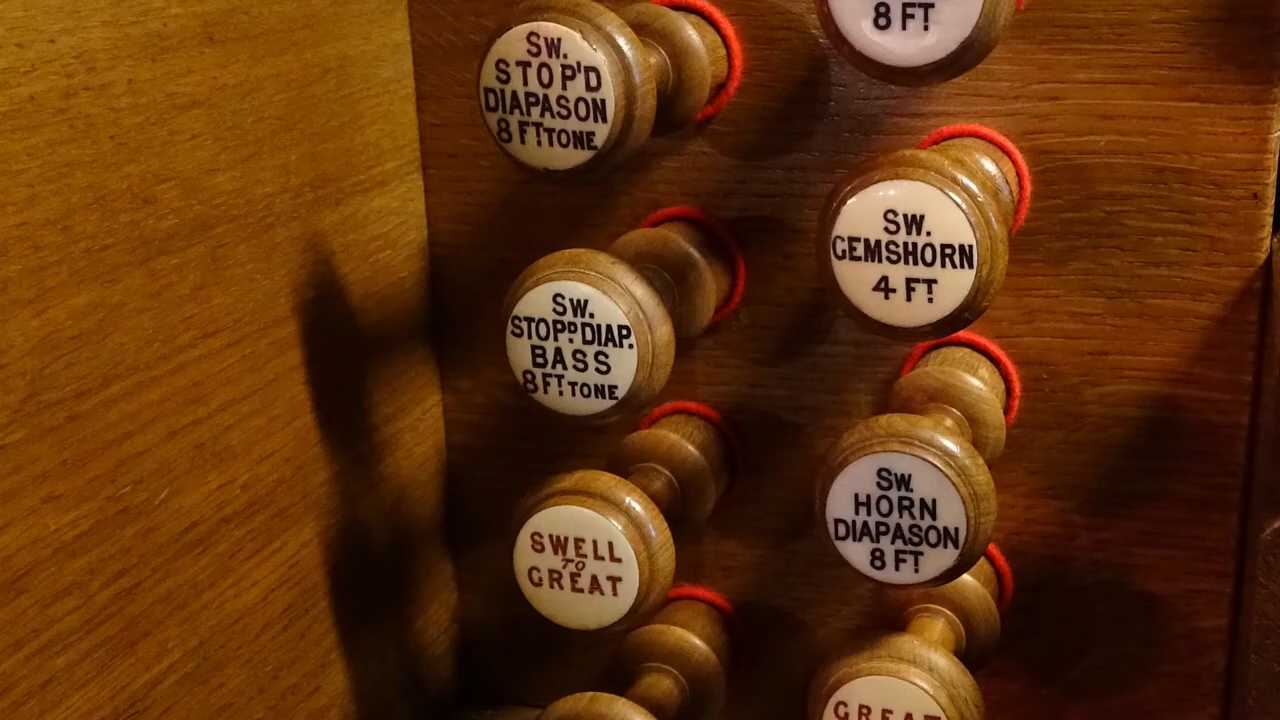 SW.
STOP'D
DIAPASON
8 FT TONE
8 FT
SW.
GEMSHORN
4 FT
SW.
STOPD DIAP.
BASS
8 FT TONE
SW.
HORN
DIAPASON
8 FT
SWELL
TO
GREAT
GREAT